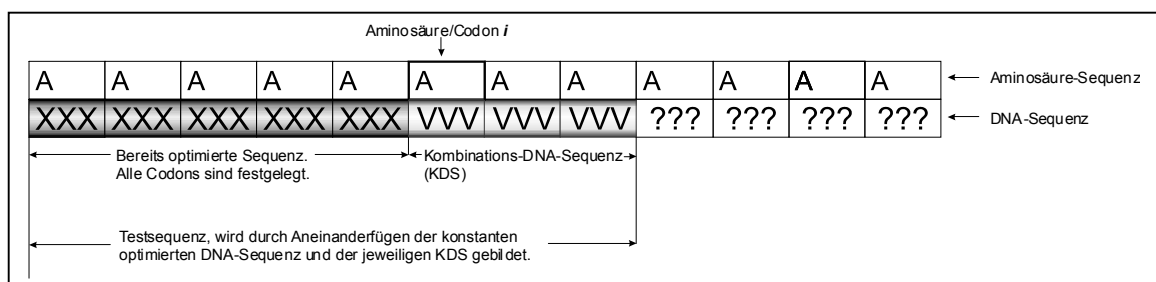 Aminosäure/Codon i
A A A A A A A A A A A A
Aminosäure-Sequenz
XXX XXX XXX XXX XXX VVV VVV VVV ??? ??? ??? ???
DNA-Sequenz
Bereits optimierte Sequenz.
Alle Codons sind festgelegt.
Kombinations-DNA-Sequenz
(KDS)
Testsequenz, wird durch Aneinanderfügen der konstanten
optimierten DNA-Sequenz und der jeweiligen KDS gebildet.